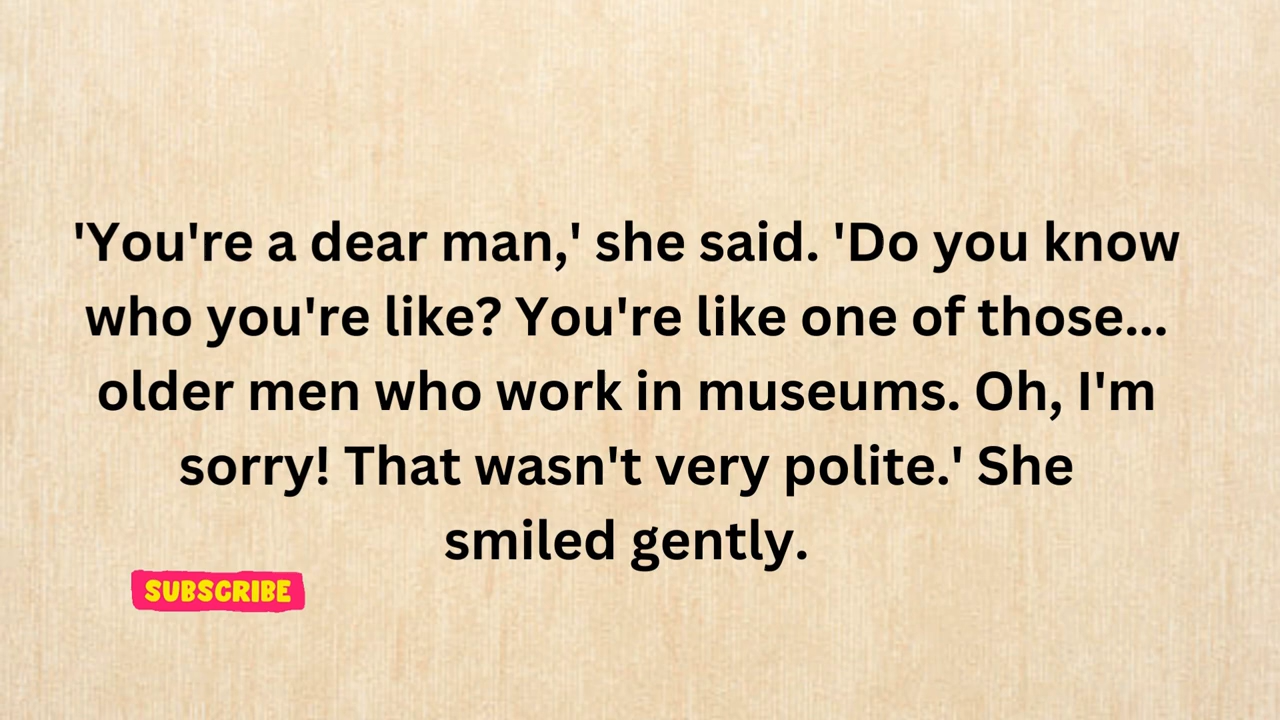 'You're a dear man,' she said. 'Do you know
who you're like? You're like one of those...
older men who work in museums. Oh, I'm
sorry! That wasn't very polite.' She
smiled gently.
SUBSCRIBE